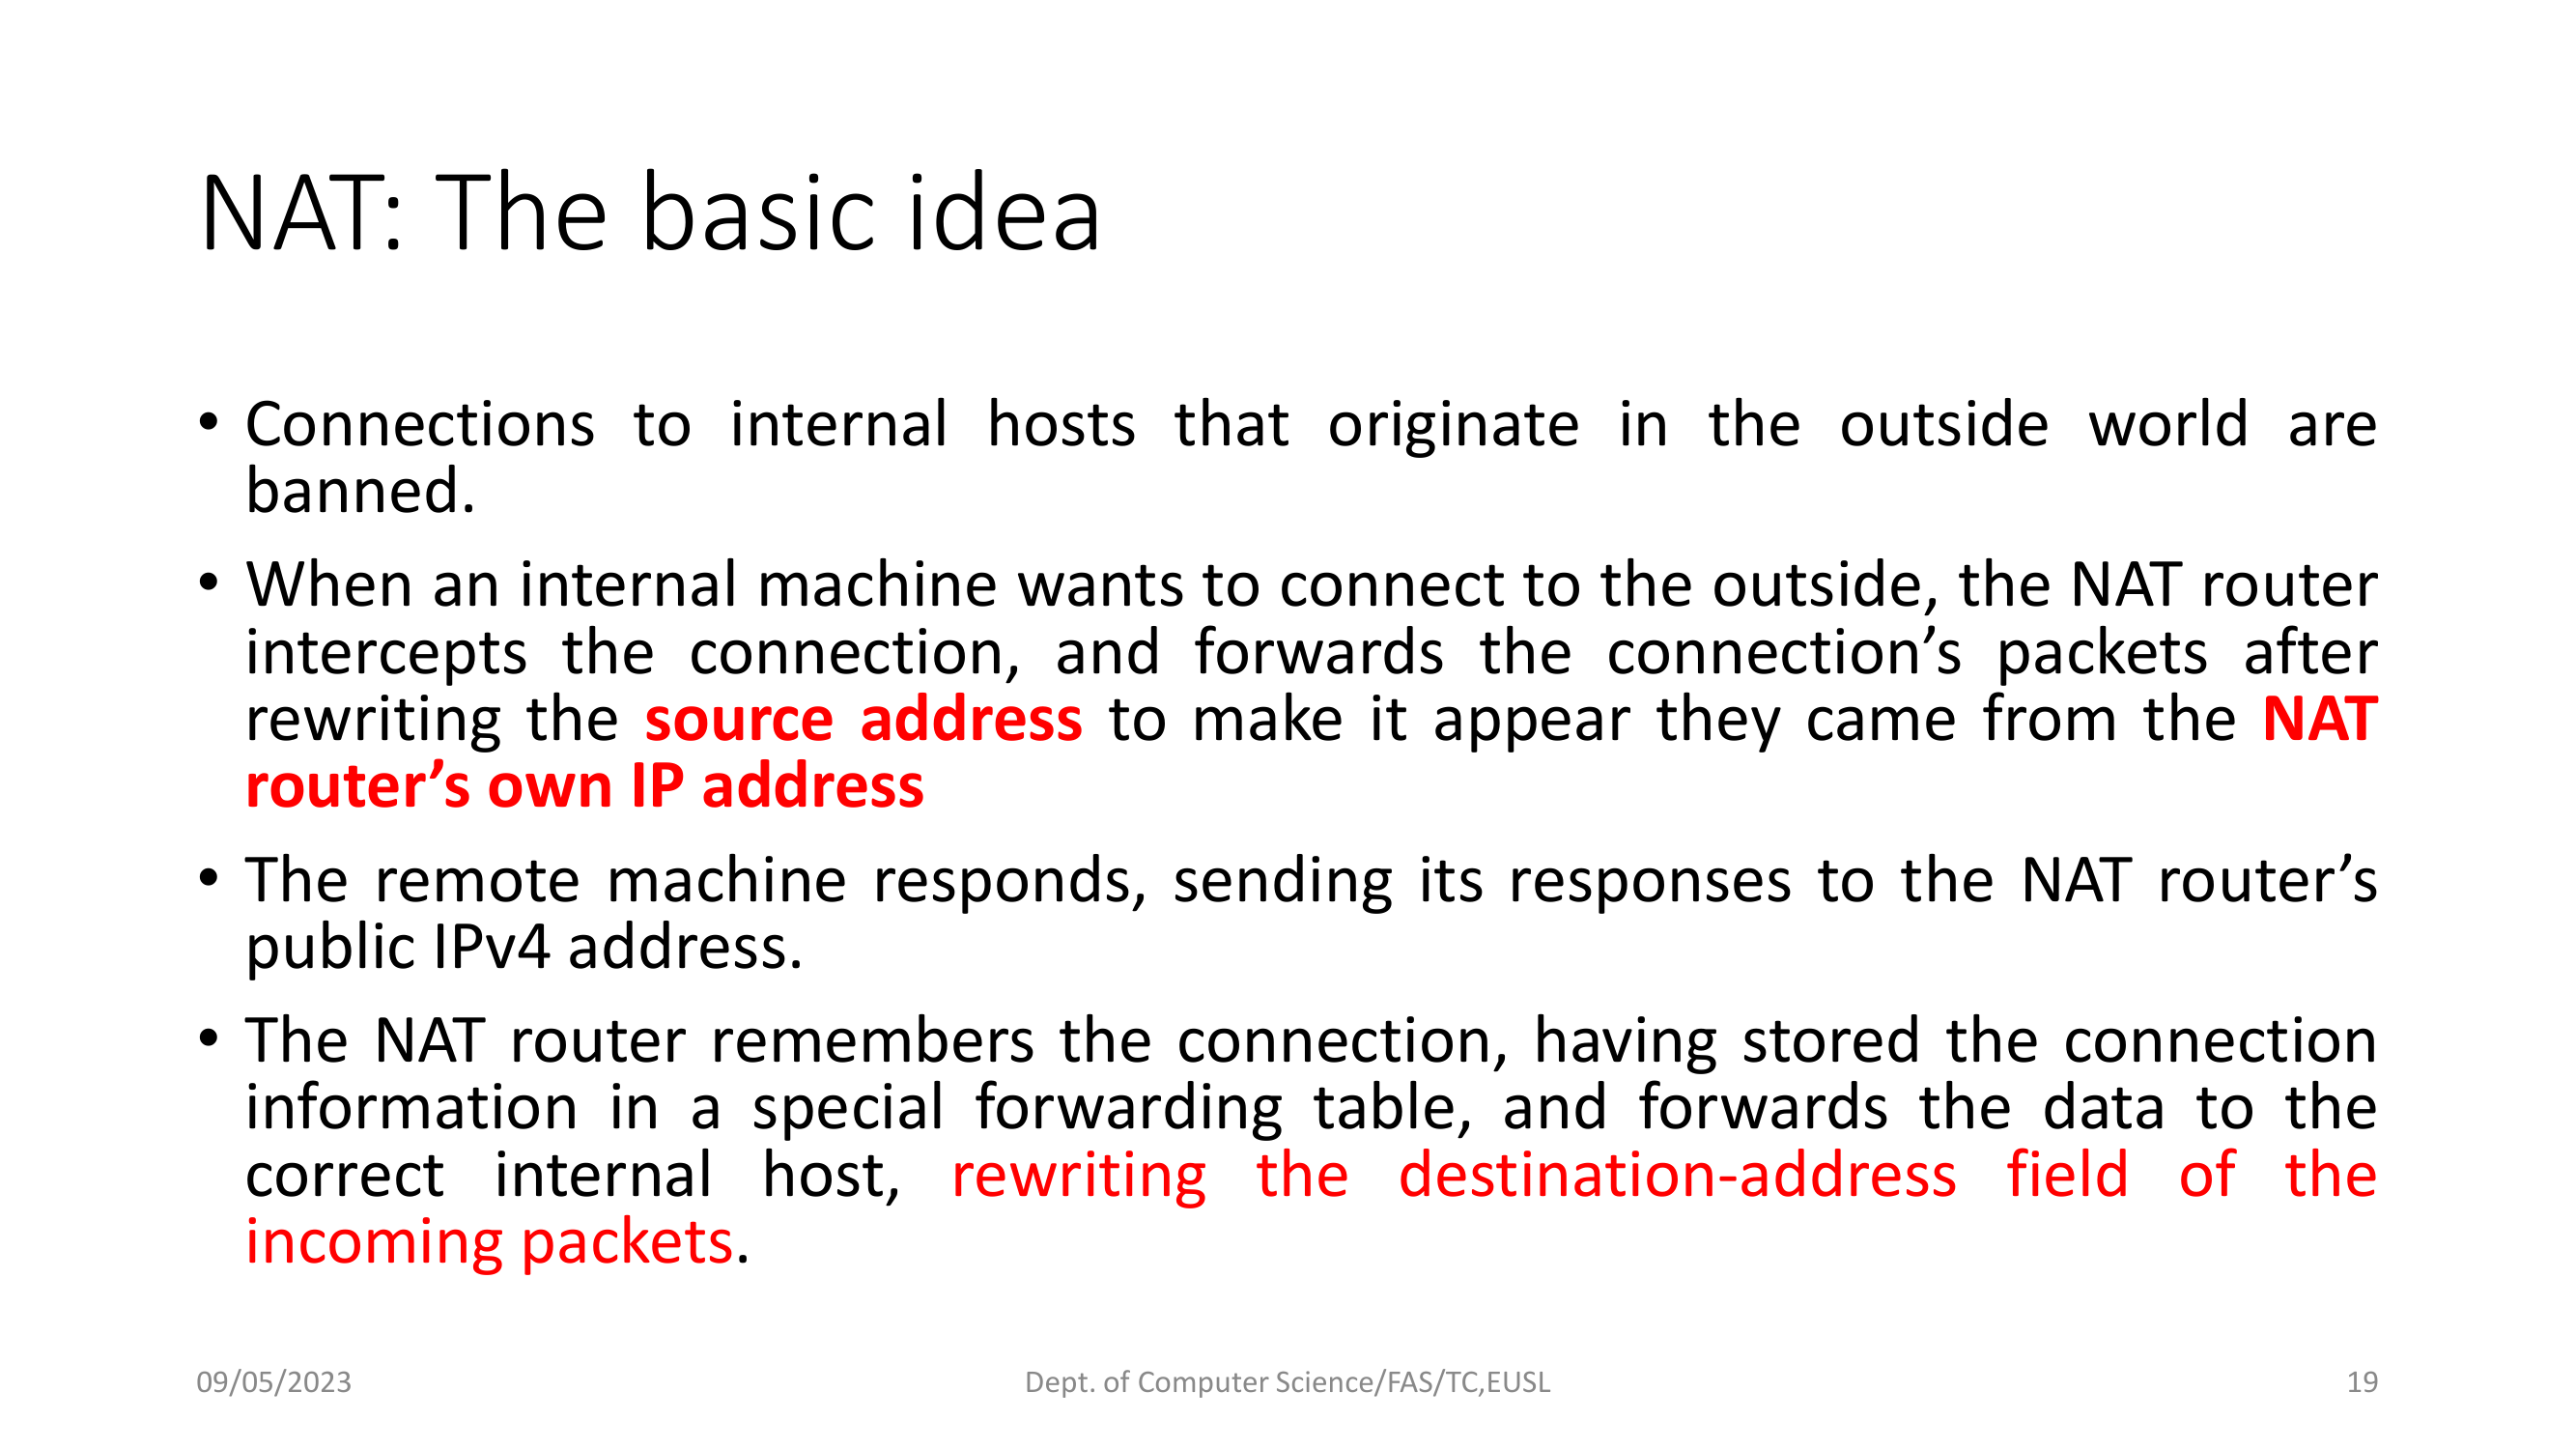 NAT: The basic idea
• Connections to internal hosts that originate in the outside world are
banned.
• When an internal machine wants to connect to the outside, the NAT router
intercepts the connection, and forwards the connection’s packets after
rewriting the source address to make it appear they came from the NAT
router’s own IP address
• The remote machine responds, sending its responses to the NAT router’s
public IPv4 address.
• The NAT router remembers the connection, having stored the connection
information in a special forwarding table, and forwards the data to the
correct internal host, rewriting the destination-address field of the
incoming packets.
09/05/2023
Dept. of Computer Science/FAS/TC,EUSL
19